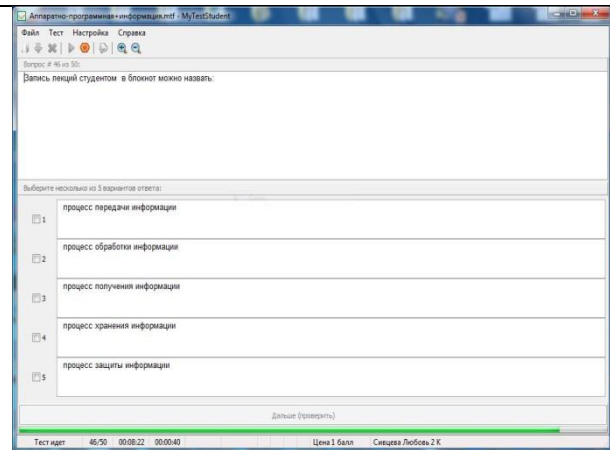 Аппаратно-программная+информация.mtf - MyTestStudent
Файл Тест Настройка Справка
Вопрос # 46 из 50:
Запись лекций студентом в блокнот можно назвать:
Выберите несколько из 5 вариантов ответа:
1 процесс передачи информации
2 процесс обработки информации
3 процесс получения информации
4 процесс хранения информации
5 процесс защиты информации
Дальше (проверить)
Тест идет 46/50 00:08:22 00:00:40 Цена 1 балл Сивцева Любовь 2 К